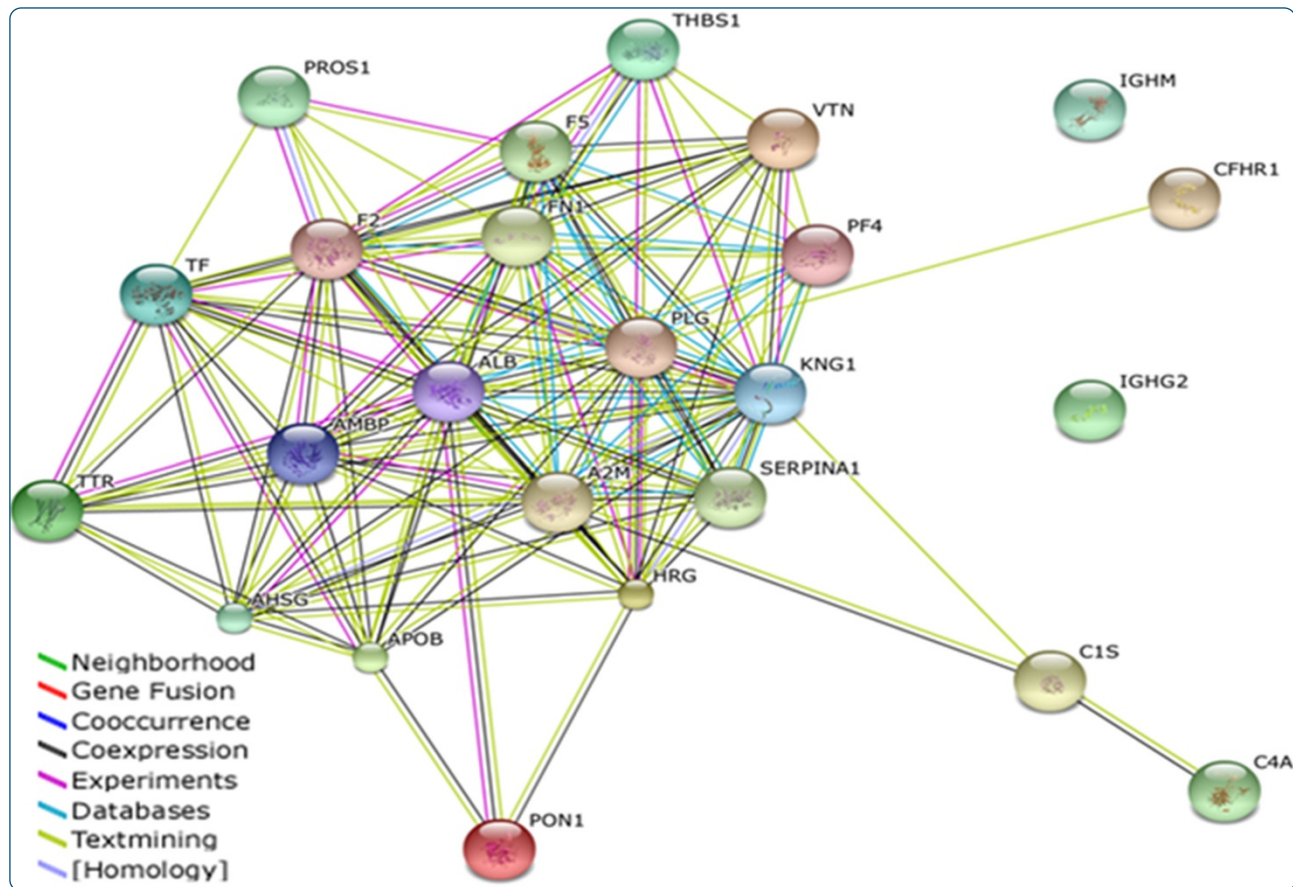 THBS1
PROS1
IGHM
VTN
F5
CFHR1
FN1
F2
PF4
TF
PLG
ALB
KNG1
IGHG2
AMBP
SERPINA1
A2M
TTR
HRG
AHSG
APOB
C1S
C4A
PON1
Neighborhood
Gene Fusion
Cooccurrence
Coexpression
Experiments
Databases
Textmining
[Homology]